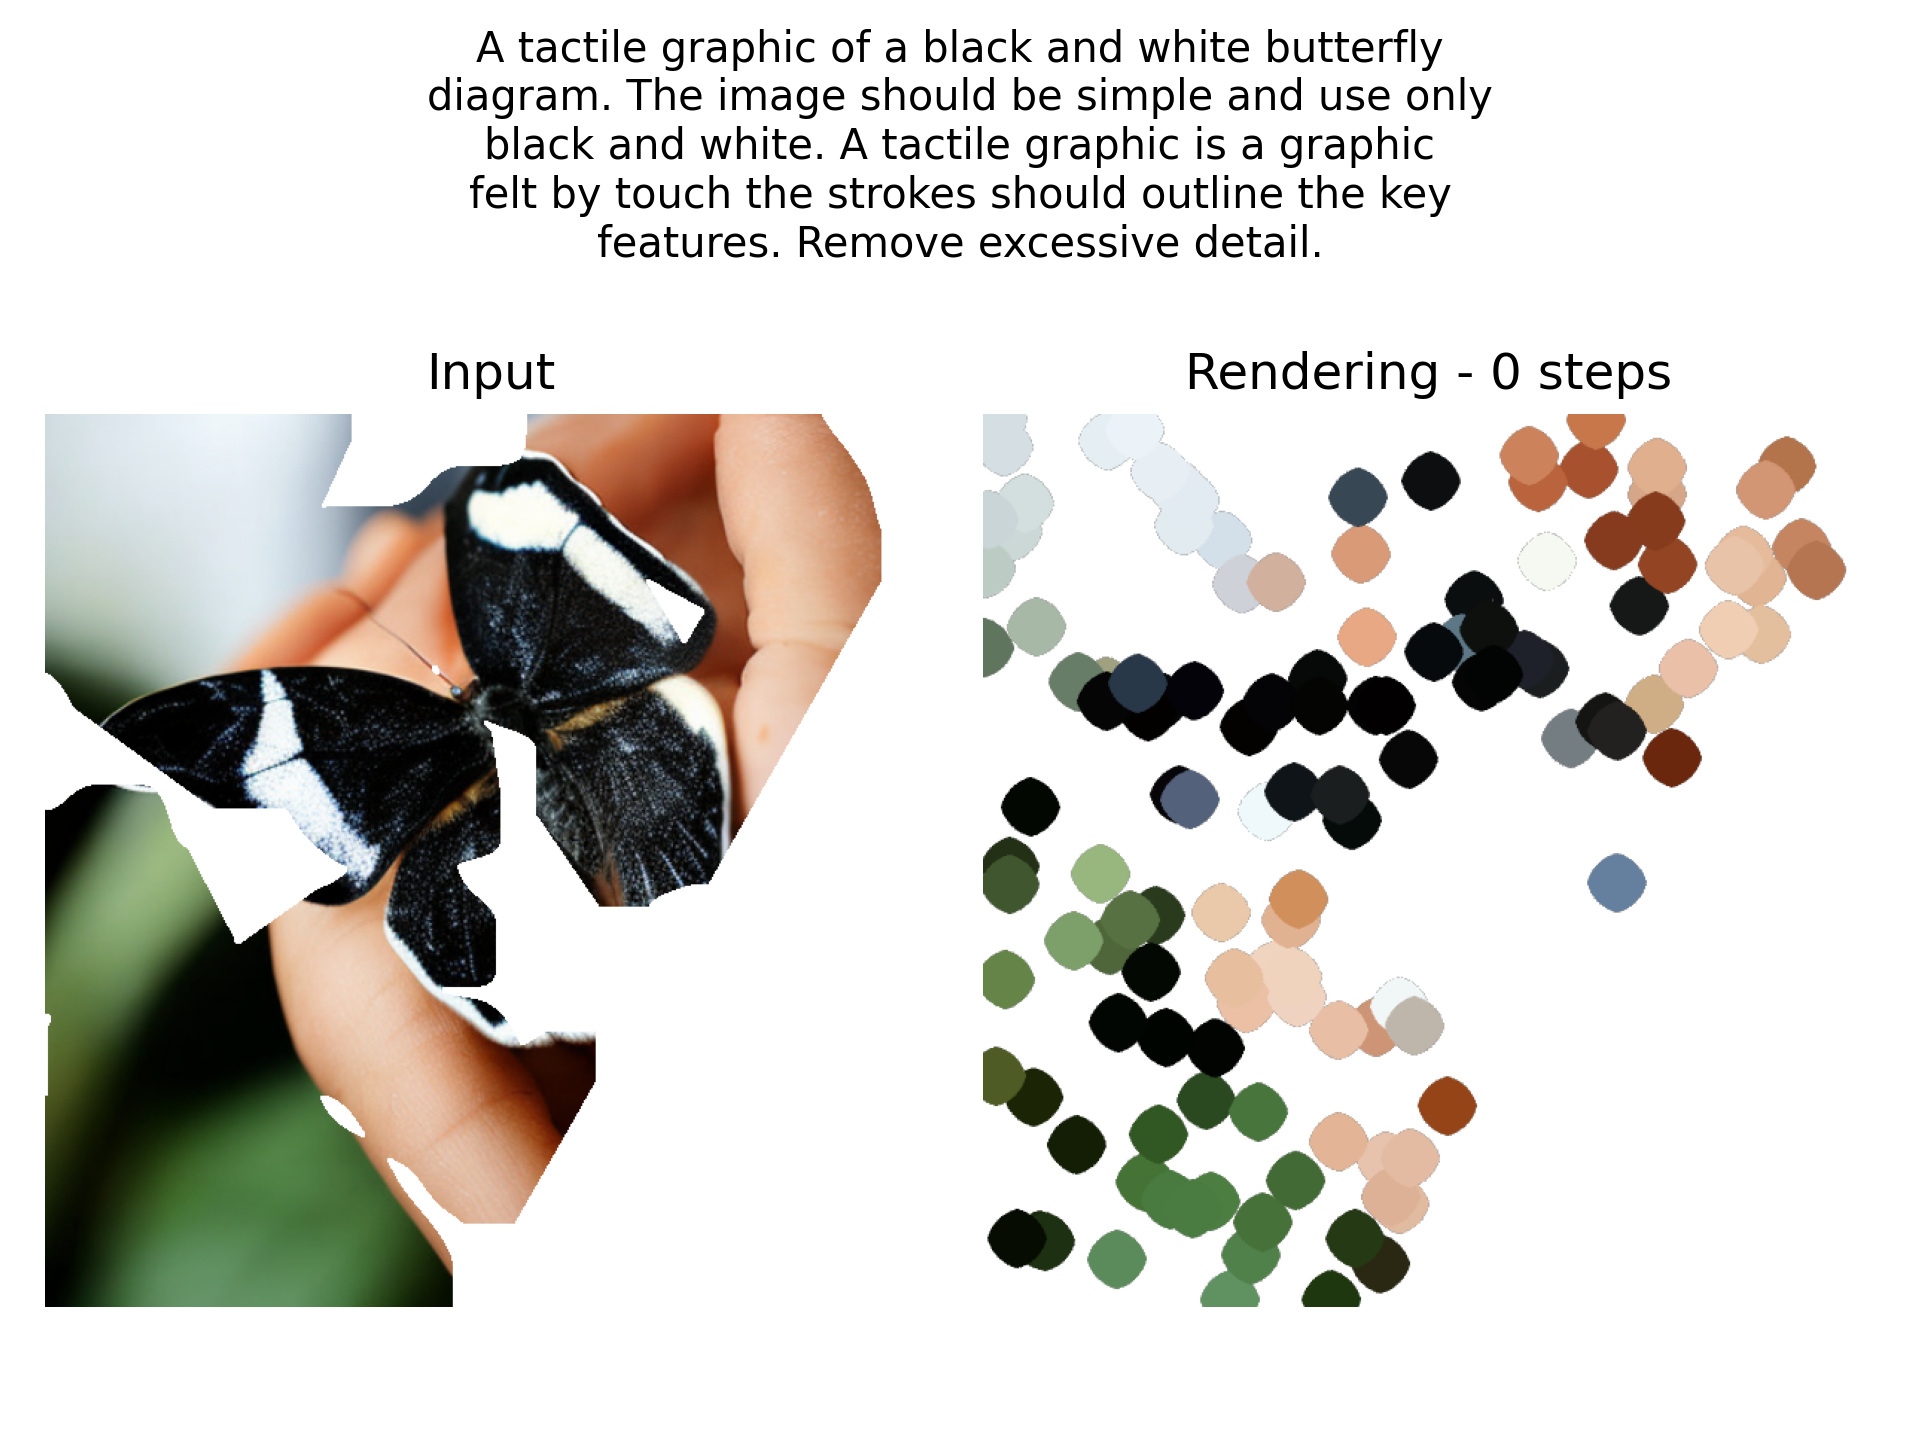 A tactile graphic of a black and white butterfly
diagram. The image should be simple and use only
black and white. A tactile graphic is a graphic
felt by touch the strokes should outline the key
features. Remove excessive detail.
Input
Rendering - 0 steps